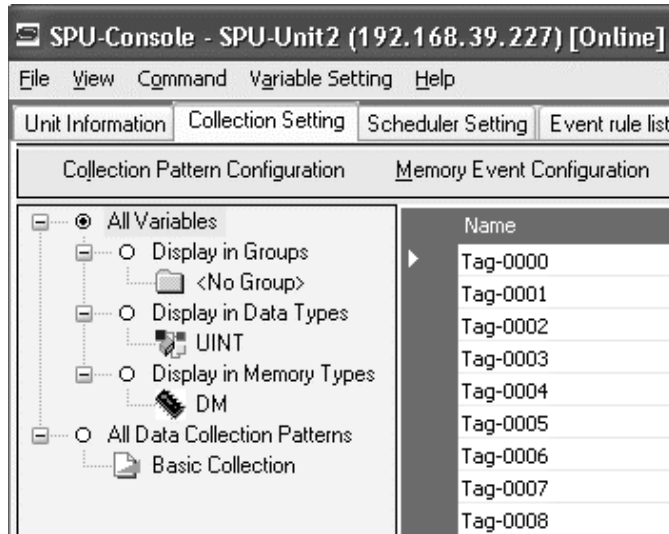 SPU-Console - SPU-Unit2 (192.168.39.227) [Online]
File View Command Variable Setting Help
Unit Information Collection Setting Scheduler Setting Event rule list
Collection Pattern Configuration Memory Event Configuration
All Variables
Display in Groups
<No Group>
Display in Data Types
UINT
Display in Memory Types
DM
All Data Collection Patterns
Basic Collection
Name
Tag-0000
Tag-0001
Tag-0002
Tag-0003
Tag-0004
Tag-0005
Tag-0006
Tag-0007
Tag-0008